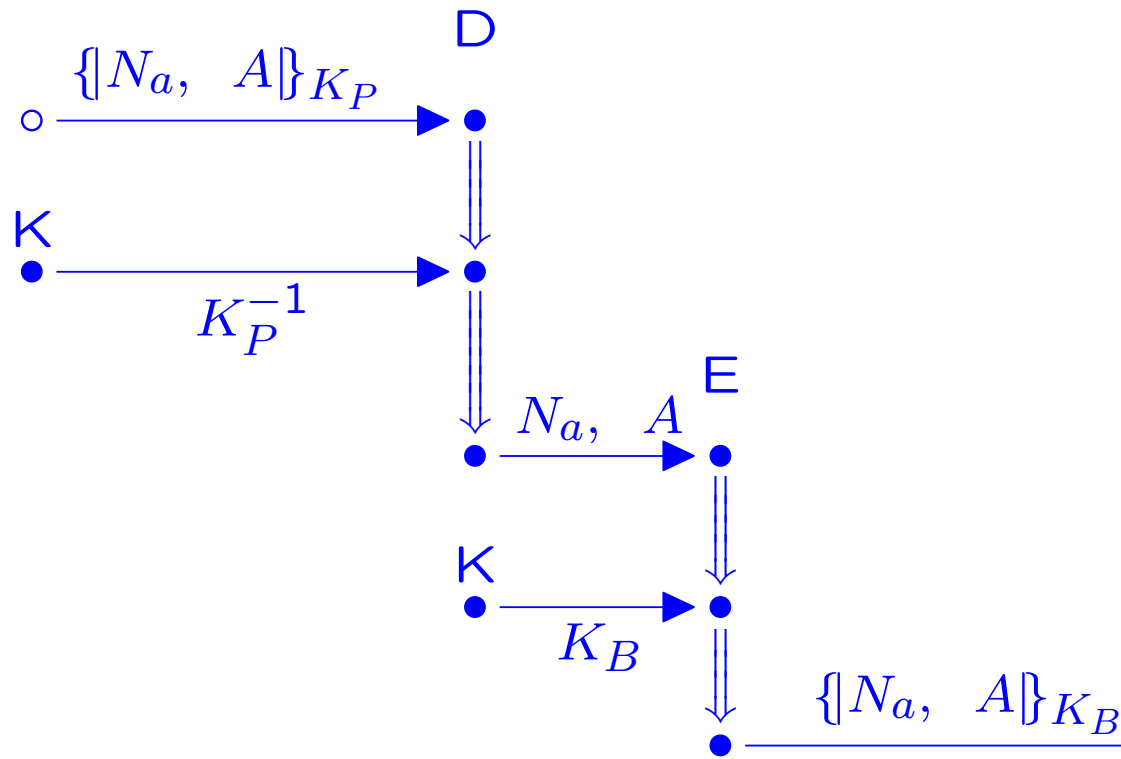 D
{|N_a, A|}_{K_P}
K
K_P^{-1}
E
N_a, A
K
K_B
{|N_a, A|}_{K_B}